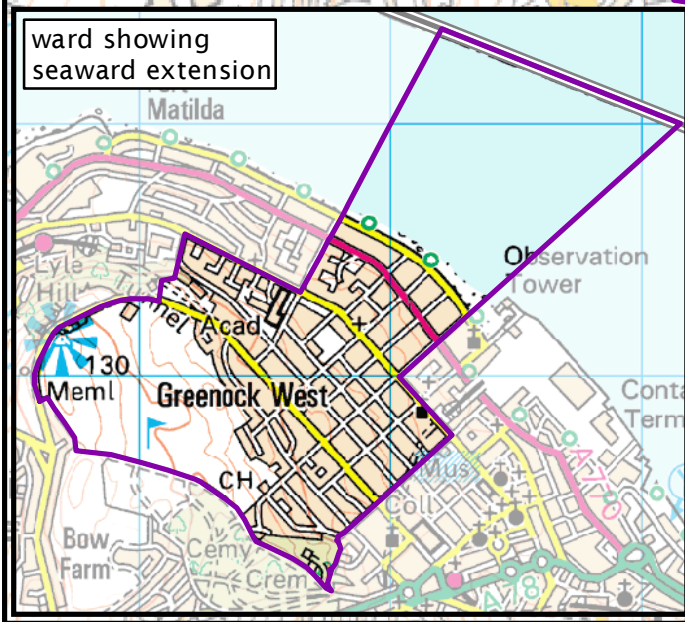 ward showing
seaward extension
Matilda
Observation
Tower
Lyle
Hill
Acad
130
Meml
Greenock West
Conta
Term
CH
Mus
A770
Coll
Bow
Farm
Cemy
Crem
A78